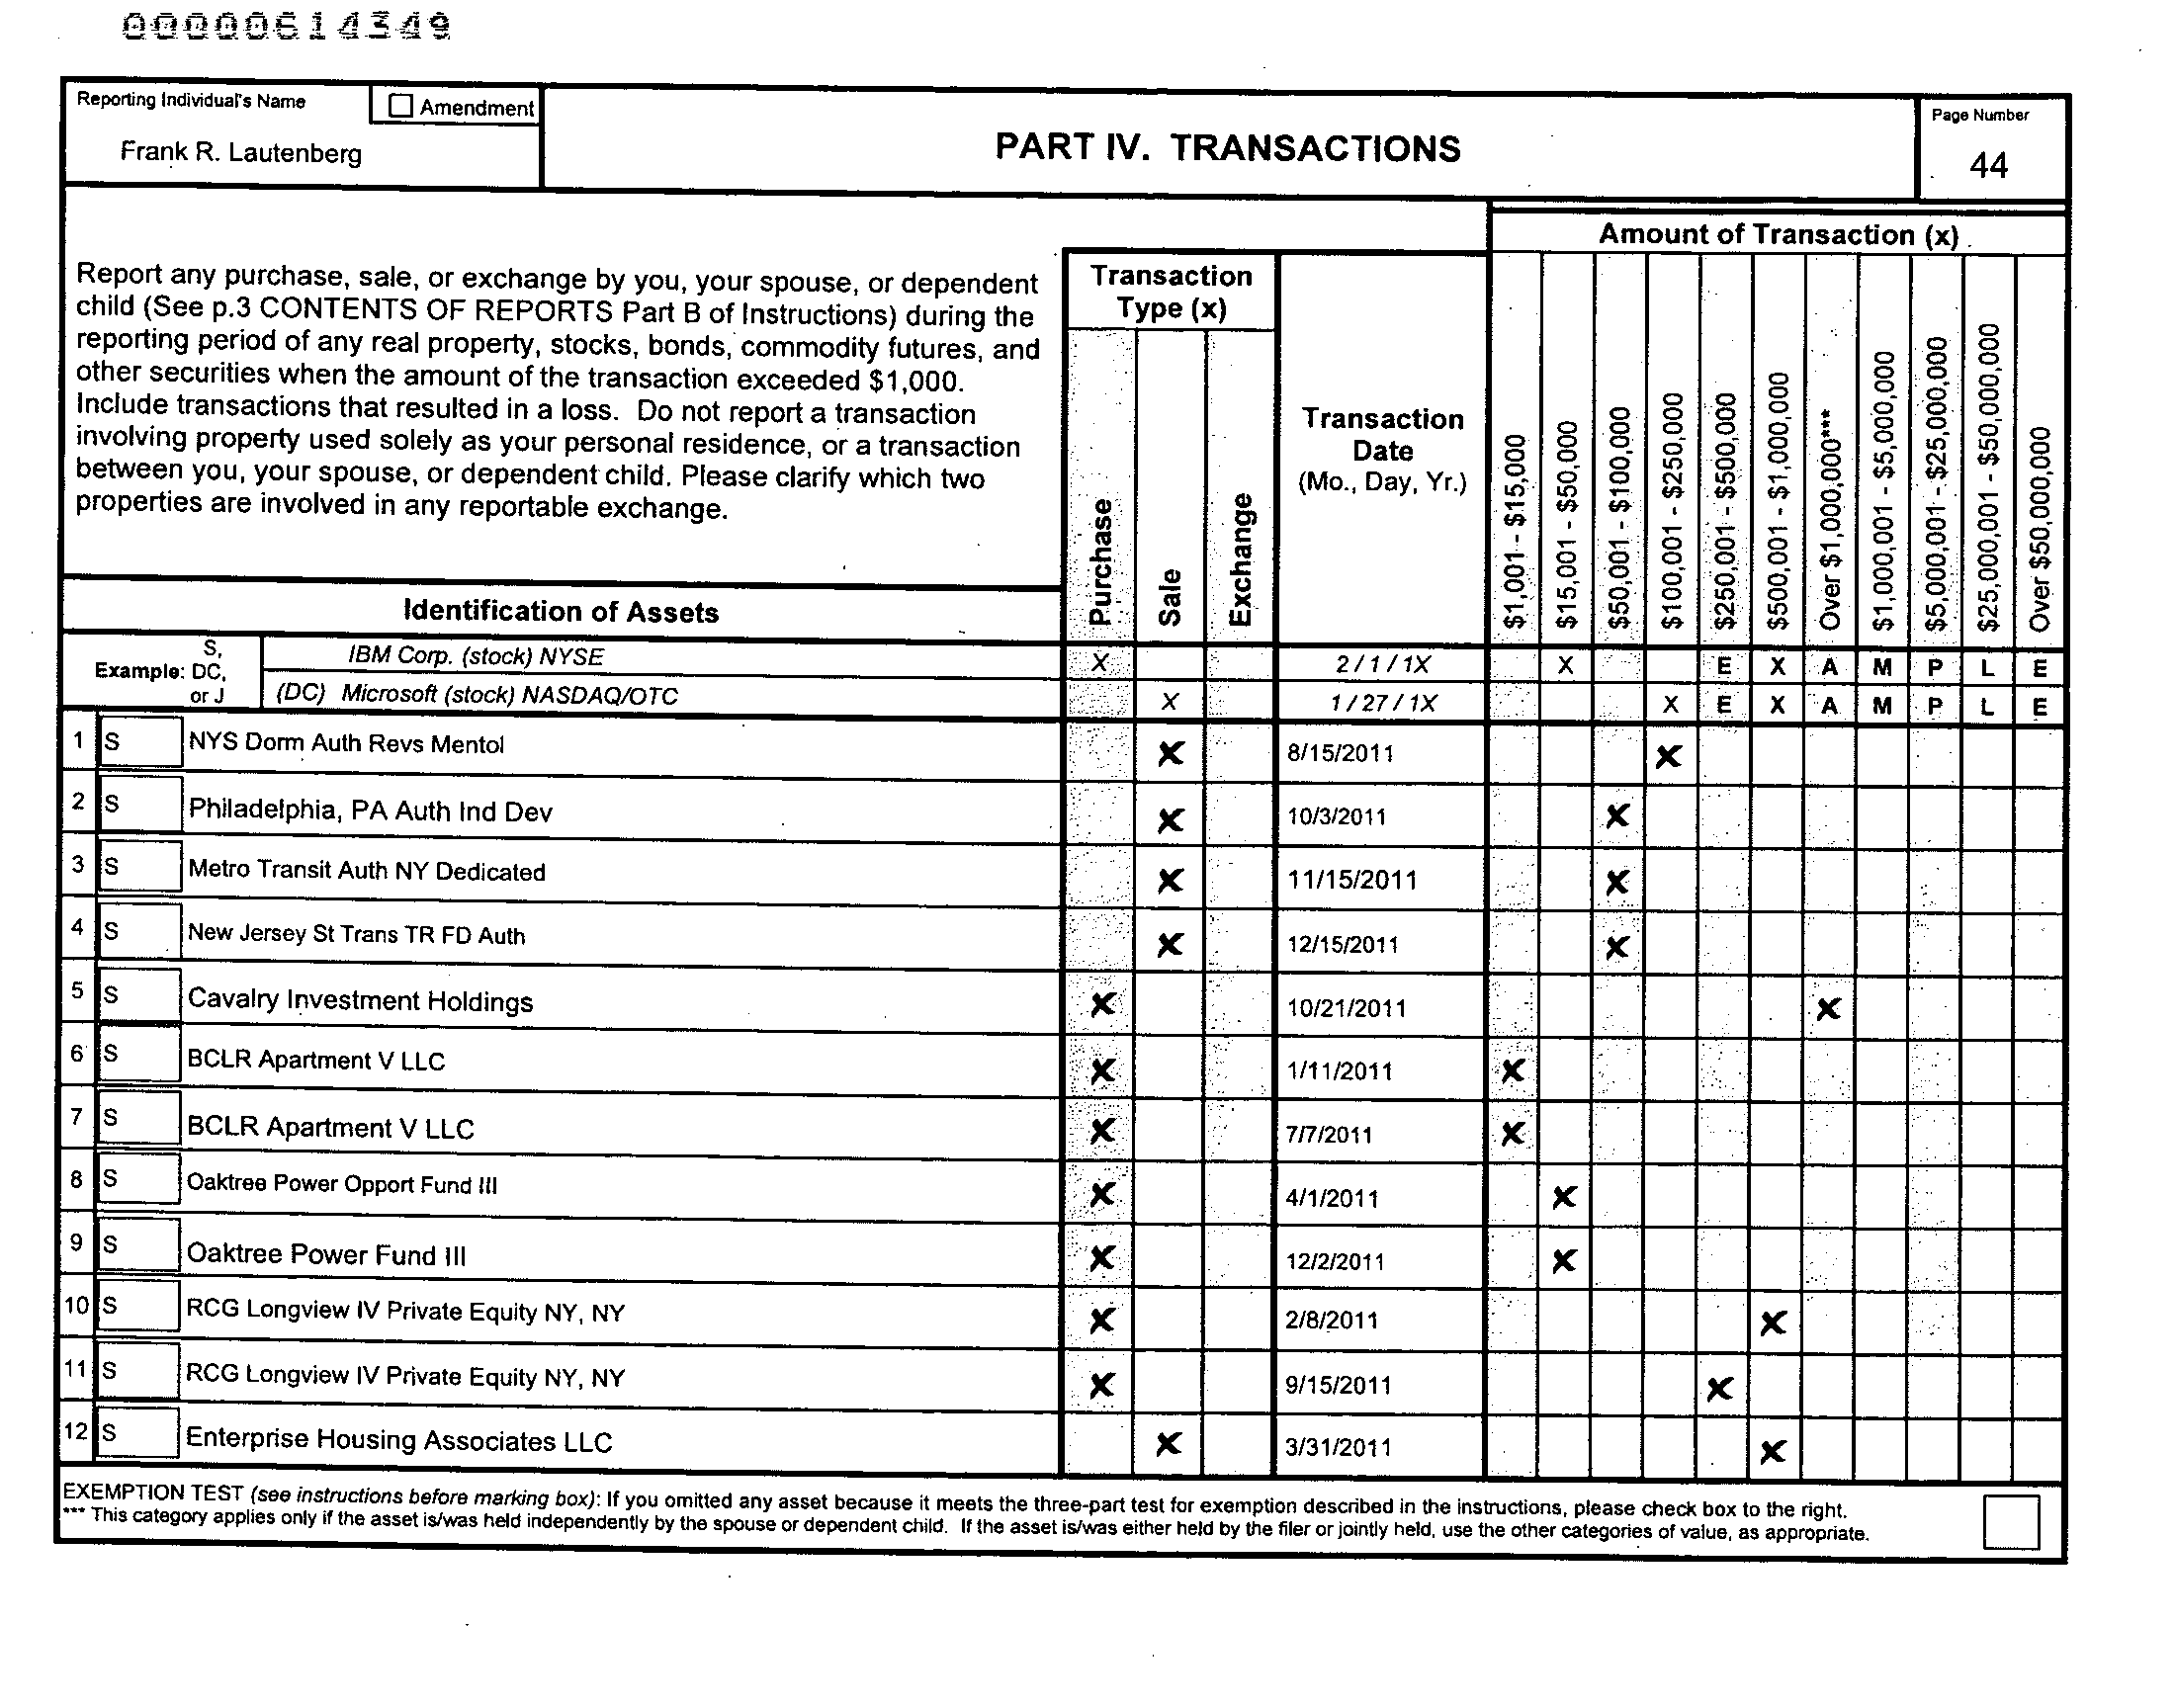 00000614349
Reporting Individual's Name
Amendment
Frank R. Lautenberg
PART IV. TRANSACTIONS
Page Number
44
Report any purchase, sale, or exchange by you, your spouse, or dependent
child (See p.3 CONTENTS OF REPORTS Part B of Instructions) during the
reporting period of any real property, stocks, bonds, commodity futures, and
other securities when the amount of the transaction exceeded $1,000.
Include transactions that resulted in a loss. Do not report a transaction
involving property used solely as your personal residence, or a transaction
between you, your spouse, or dependent child. Please clarify which two
properties are involved in any reportable exchange.
Identification of Assets
Transaction
Type (x)
Purchase
Sale
Exchange
Transaction
Date
(Mo., Day, Yr.)
Amount of Transaction (x)
$1,001 - $15,000
$15,001 - $50,000
$50,001 - $100,000
$100,001 - $250,000
$250,001 - $500,000
$500,001 - $1,000,000
Over $1,000,000***
$1,000,001 - $5,000,000
$5,000,001 - $25,000,000
$25,000,001 - $50,000,000
Over $50,000,000
Example: S, DC, or J
IBM Corp. (stock) NYSE X 2/1/1X X E X A M P L E
(DC) Microsoft (stock) NASDAQ/OTC X 1/27/1X X E X A M P L E
1 S NYS Dorm Auth Revs Mentol X 8/15/2011 X
2 S Philadelphia, PA Auth Ind Dev X 10/3/2011 X
3 S Metro Transit Auth NY Dedicated X 11/15/2011 X
4 S New Jersey St Trans TR FD Auth X 12/15/2011 X
5 S Cavalry Investment Holdings X 10/21/2011 X
6 S BCLR Apartment V LLC X 1/11/2011 X
7 S BCLR Apartment V LLC X 7/7/2011 X
8 S Oaktree Power Opport Fund III X 4/1/2011 X
9 S Oaktree Power Fund III X 12/2/2011 X
10 S RCG Longview IV Private Equity NY, NY X 2/8/2011 X
11 S RCG Longview IV Private Equity NY, NY X 9/15/2011 X
12 S Enterprise Housing Associates LLC X 3/31/2011 X
EXEMPTION TEST (see instructions before marking box): If you omitted any asset because it meets the three-part test for exemption described in the instructions, please check box to the right.
*** This category applies only if the asset is/was held independently by the spouse or dependent child. If the asset is/was either held by the filer or jointly held, use the other categories of value, as appropriate.